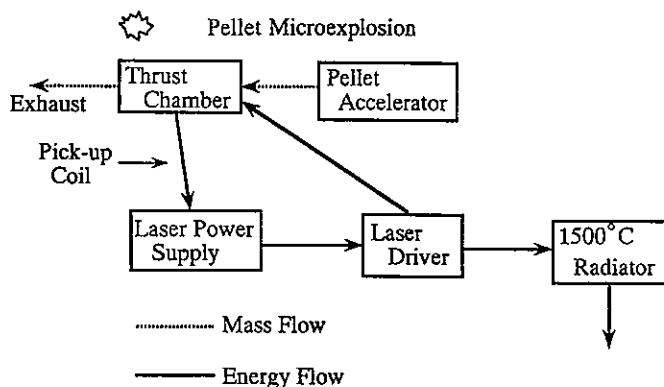 Pellet Microexplosion
Thrust
Chamber
Pellet
Accelerator
Exhaust
Pick-up
Coil
Laser Power
Supply
Laser
Driver
1500°C
Radiator
Mass Flow
Energy Flow